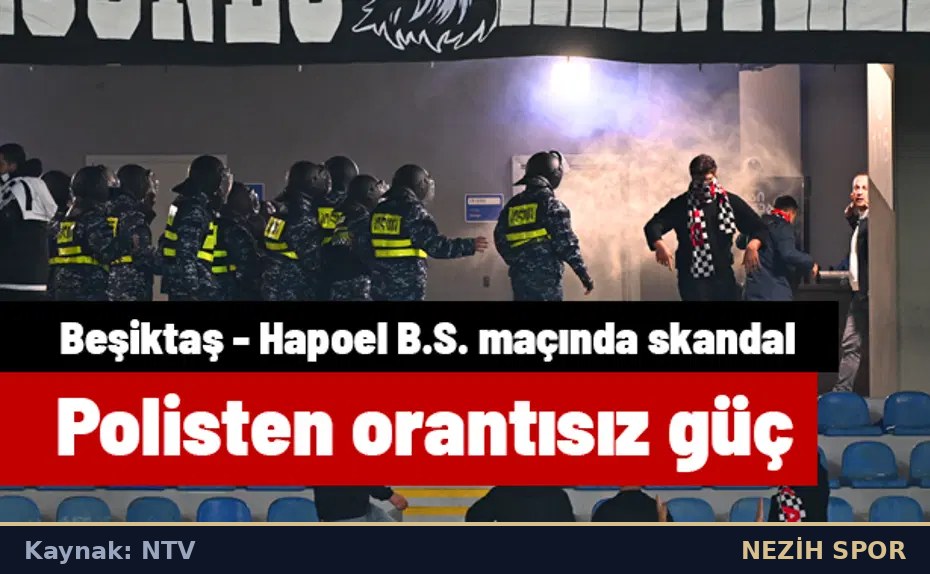 Beşiktaş - Hapoel B.S. maçında skandal
Polisten orantısız güç
Kaynak: NTV
NEZİH SPOR